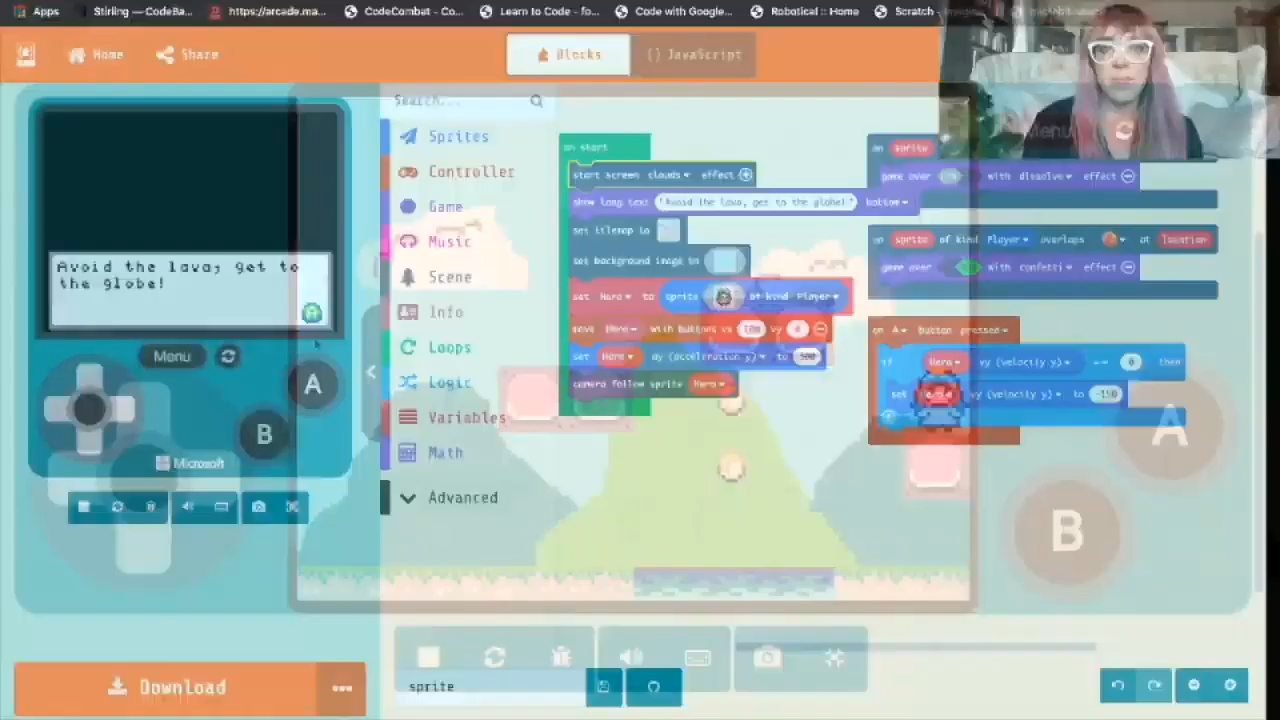 Apps Stirling —CodeBa... https://arcade.ma... CodeCombat - Co... Learn to Code - fo... Code with Google... Robotical :: Home Scratch -
Home Share Blocks JavaScript
Search...
Menu
Sprites
Controller
Game
Music
Scene
Info
Loops
Logic
Variables
Math
Advanced
Avoid the lava; get to
the globe!
Menu
A
B
Microsoft
on start
start screen clouds effect
show long text "Avoid the lava, get to the globe!" bottom
set tilemap to
set background image to
set Hero to sprite of kind Player
move Hero with buttons vx 100 vy 0
set Hero ay (acceleration y) to 500
camera follow sprite Hero
on sprite
game over with dissolve effect
on sprite of kind Player overlaps at location
game over with confetti effect
on A button pressed
if Hero vy (velocity y) == 0 then
set vy (velocity y) to -150
A
B
Download
sprite